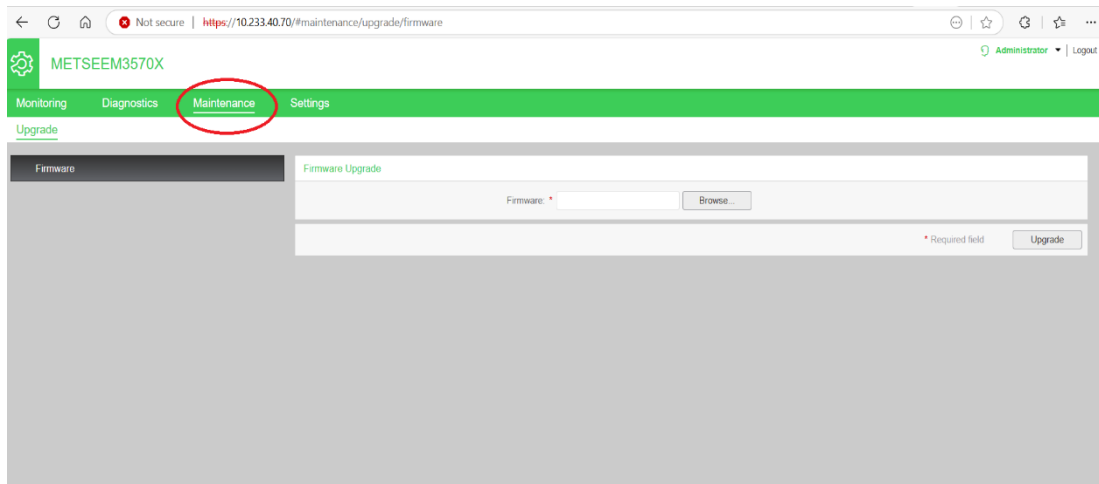 Not secure | https://10.233.40.70/#maintenance/upgrade/firmware
Administrator | Logout
METSEEM3570X
Monitoring Diagnostics Maintenance Settings
Upgrade
Firmware
Firmware Upgrade
Firmware: * Browse...
* Required field Upgrade